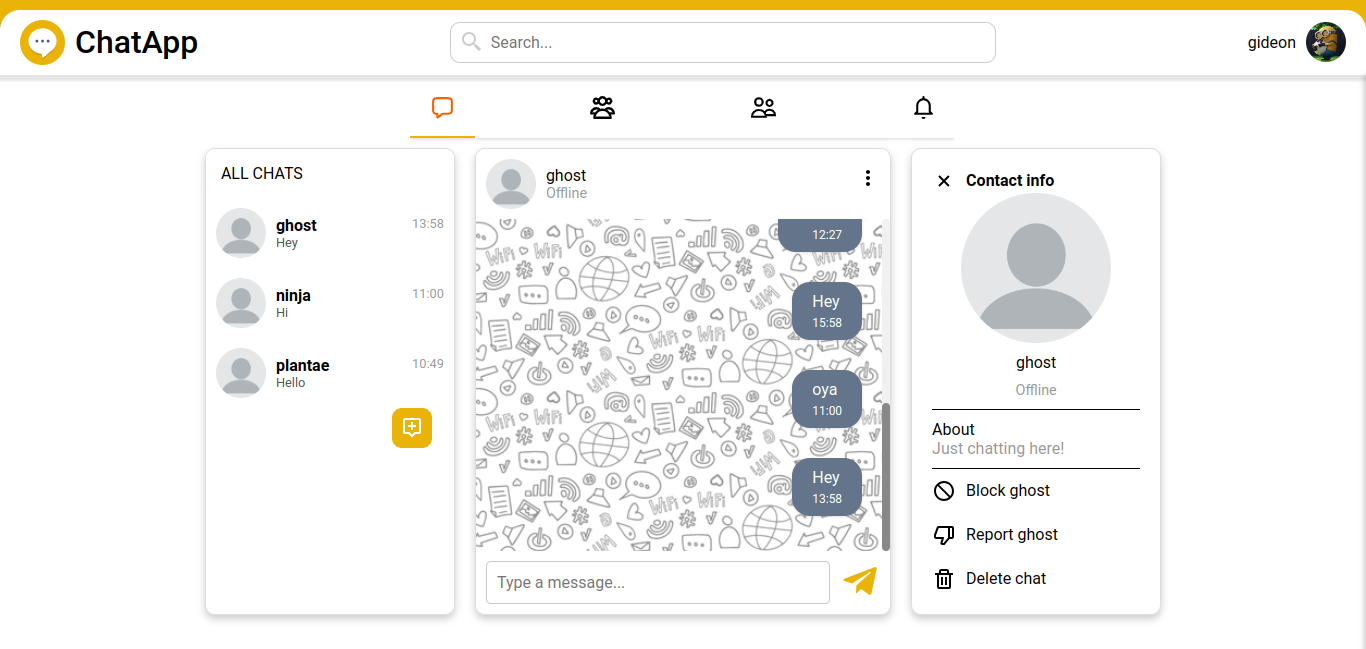 ChatApp
Search...
gideon
ALL CHATS
ghost
13:58
Hey
ninja
11:00
Hi
plantae
10:49
Hello
ghost
Offline
12:27
Hey
15:58
oya
11:00
Hey
13:58
Type a message...
Contact info
ghost
Offline
About
Just chatting here!
Block ghost
Report ghost
Delete chat